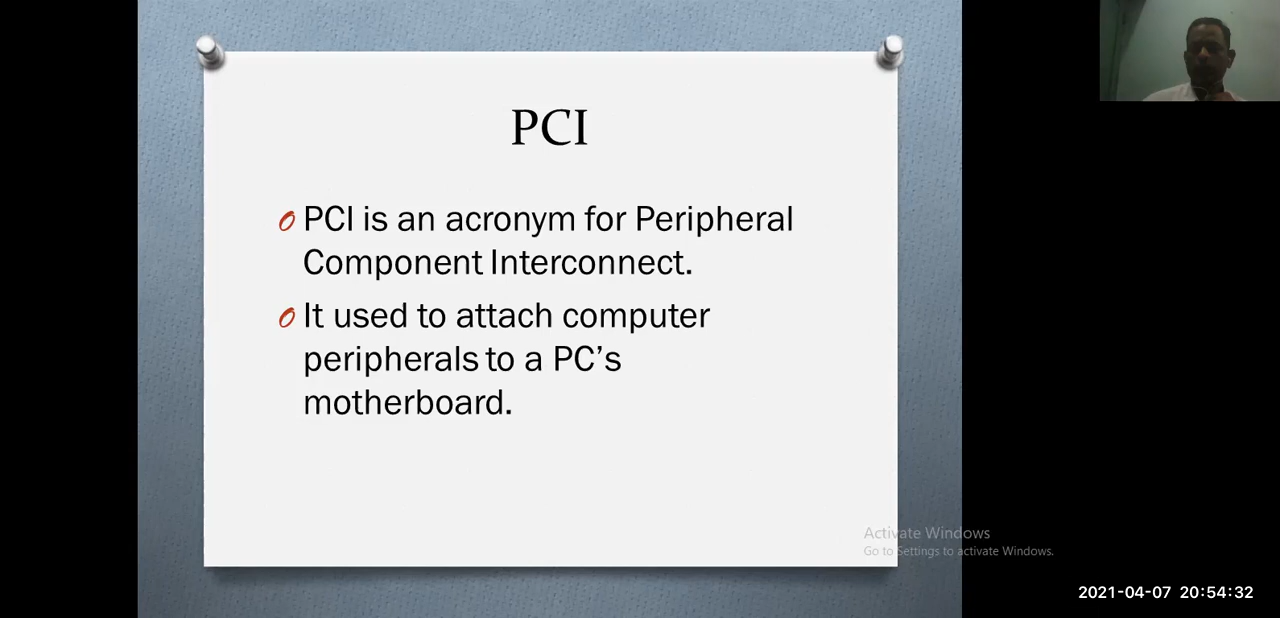 PCI
PCI is an acronym for Peripheral
Component Interconnect.
It used to attach computer
peripherals to a PC’s
motherboard.
Activate Windows
Go to Settings to activate Windows.
2021-04-07 20:54:32